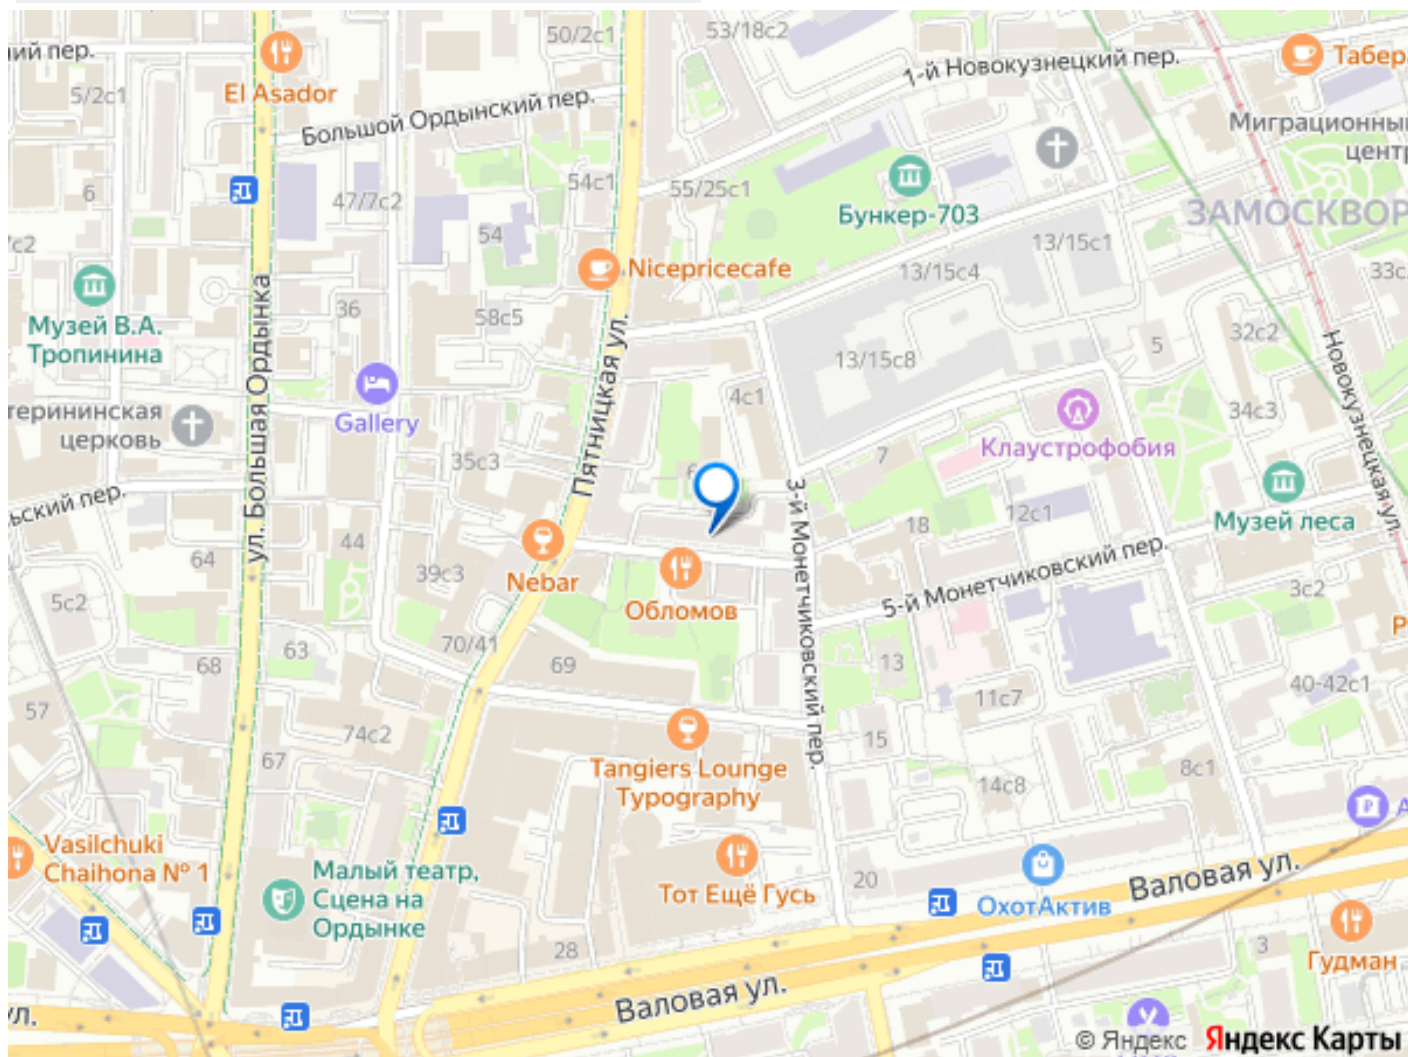 50/2с1
53/18с2
ий пер.
El Asador
5/2с1
Большой Ордынский пер.
1-й Новокузнецкий пер.
Табер
Миграционны
цент
6
47/7с2
54с1
55/25с1
54
Бункер-703
ЗАМОСКВОР
13/15с1
13/15с4
33с
/с2
Nicepricecafe
Музей В.А.
Тропинина
36
58с5
ул. Большая Ордынка
Пятницкая ул.
13/15с8
5
32с2
Новокузнецкая ул.
терининская
церковь
Gallery
4с1
34с3
Клаустрофобия
35с3
7
6
ьский пер.
3-й Монетчиковский пер.
12с1
18
Музей леса
64
44
39с3
Nebar
Обломов
5-й Монетчиковский пер.
5с2
3с2
Р
63
68
70/41
69
13
11с7
40-42с1
57
74с2
67
15
14с8
8с1
Tangiers Lounge
Typography
А
Vasilchuki
Chaihona № 1
Малый театр,
Сцена на
Ордынке
Тот Ещё Гусь
20
ОхотАктив
Валовая ул.
28
3
Гудман
Валовая ул.
ул.
© Яндекс Яндекс Карты